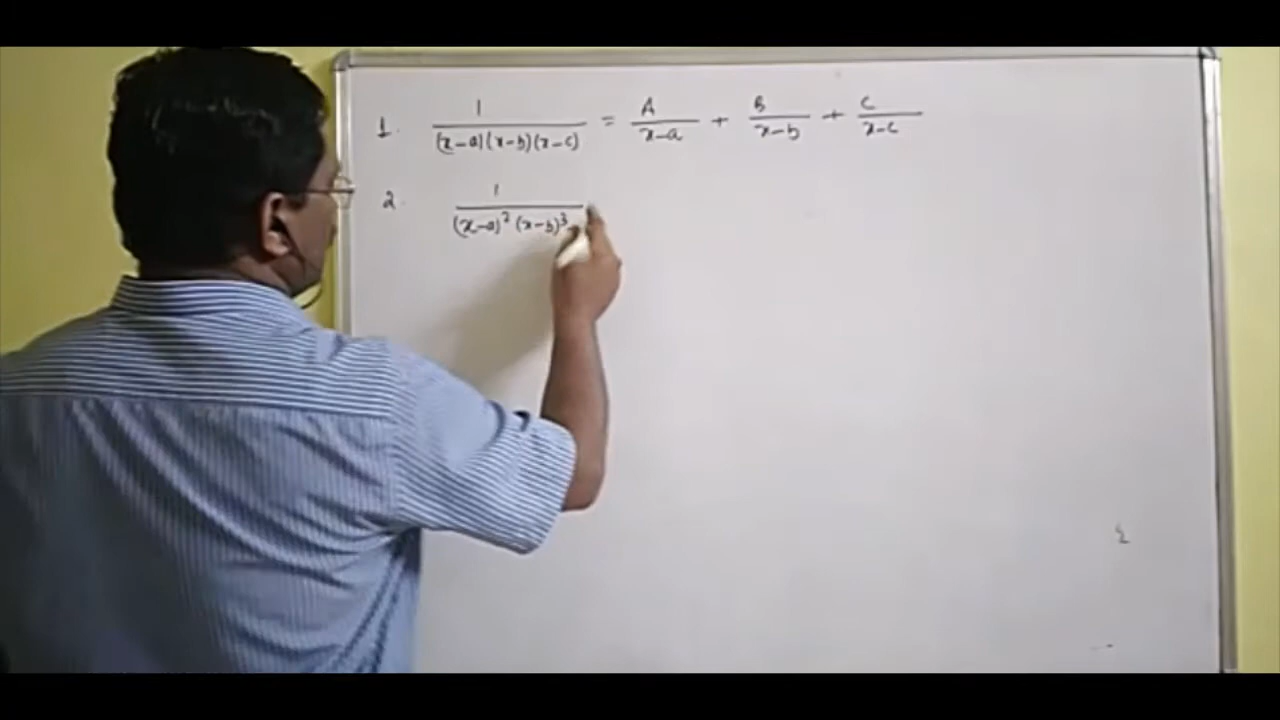 1. 1/((x-a)(x-b)(x-c)) = A/(x-a) + B/(x-b) + C/(x-c)
2. 1/((x-a)² (x-b)³)